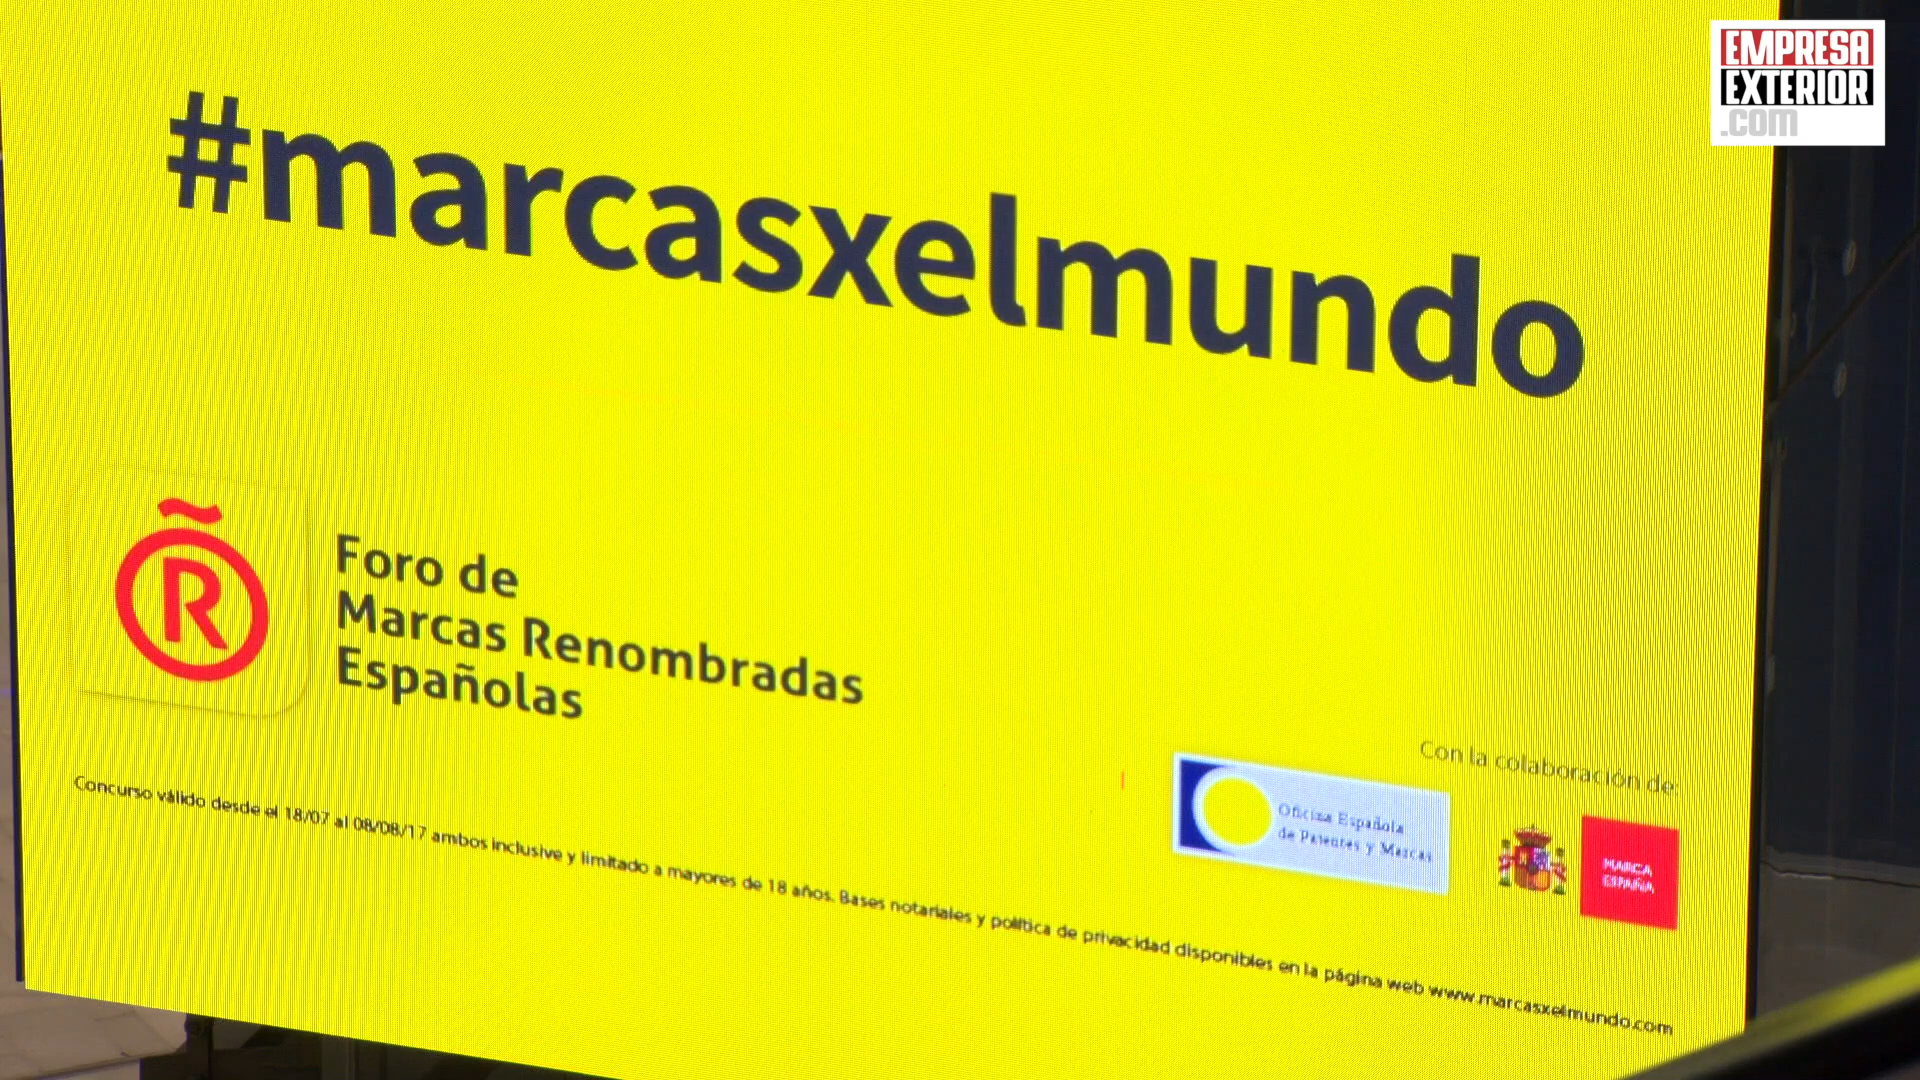 EMPRESA
EXTERIOR
.com
#marcasxelmundo
R
Foro de
Marcas Renombradas
Españolas
Con la colaboración de:
Oficina Española
de Patentes y Marcas
MARCA
ESPAÑA
Concurso válido desde el 18/07 al 08/08/17 ambos inclusive y limitado a mayores de 18 años. Bases notariales y política de privacidad disponibles en la página web www.marcasxelmundo.com